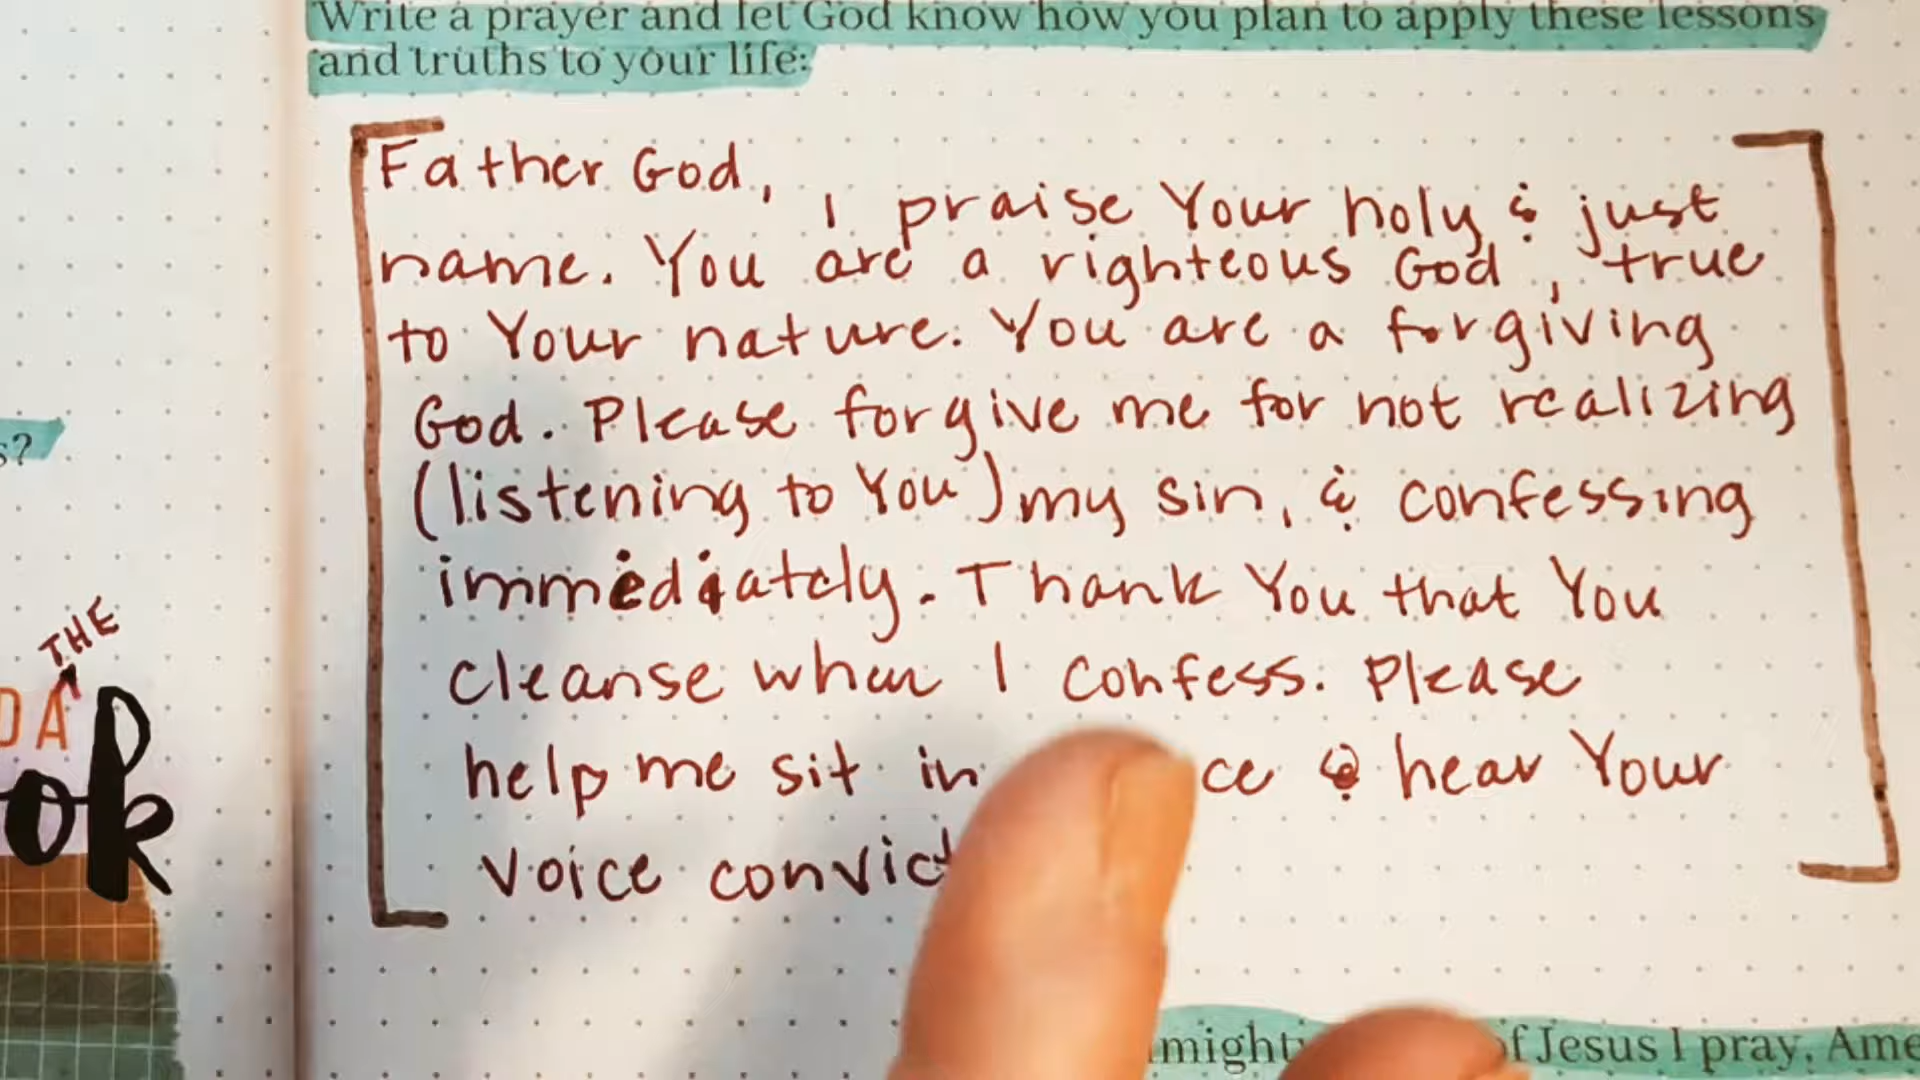 Write a prayer and let God know how you plan to apply these lessons
and truths to your life:
Father God,
I praise Your holy & just
name. You are a righteous God, true
to Your nature. You are a forgiving
God. Please forgive me for not realizing
(listening to You) my sin, & confessing
immediately. Thank You that You
cleanse when I confess. Please
help me sit in & hear Your
voice
s?
THE
DA
ok
of Jesus I pray,